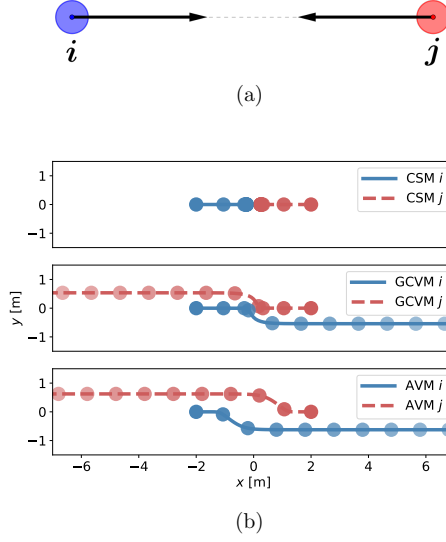 i
j
(a)
1
0
−1
CSM i
CSM j
1
0
−1
y [m]
GCVM i
GCVM j
1
0
−1
AVM i
AVM j
−6 −4 −2 0 2 4 6
x [m]
(b)